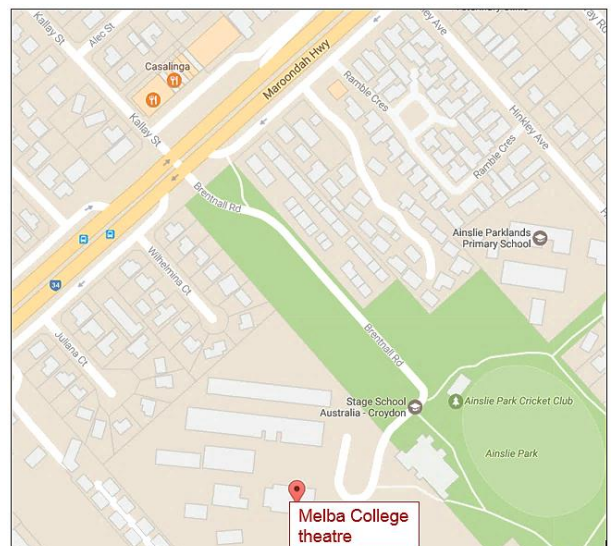 Kallay St
Alec St
Casalinga
Maroondah Hwy
Hinkley Ave
Ramble Cres
Kallay St
Ramble Cres
Brentnall Rd
Ainslie Parklands
Primary School
Wilhelmina Ct
34
Juliana Ct
Brentnall Rd
Stage School
Australia - Croydon
Ainslie Park Cricket Club
Ainslie Park
Melba College
theatre